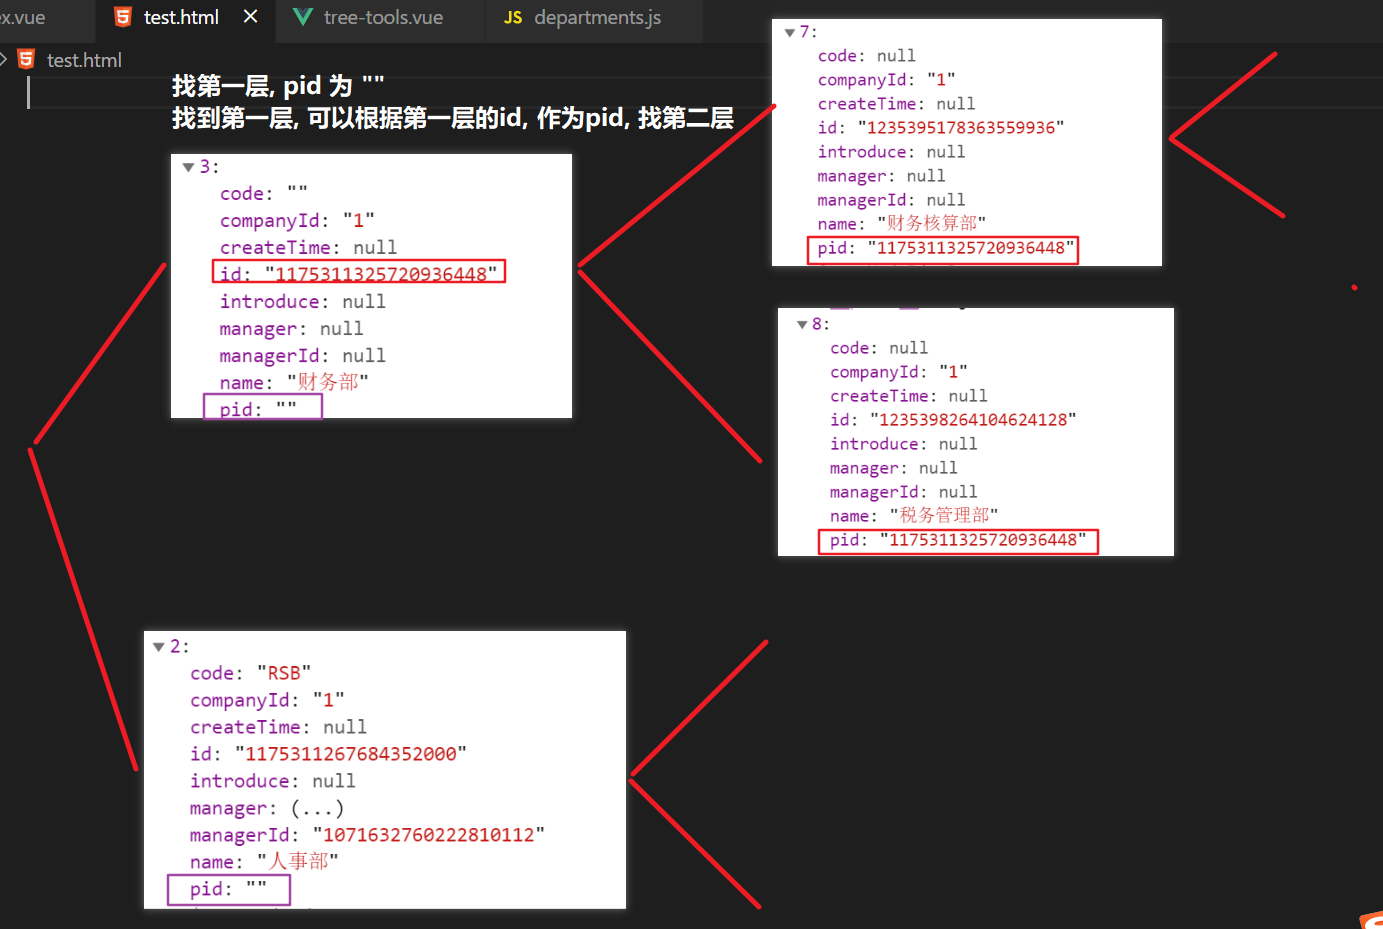 ex.vue
test.html
tree-tools.vue
JS departments.js
test.html
找第一层, pid 为 ""
找到第一层, 可以根据第一层的id, 作为pid, 找第二层
3:
code: ""
companyId: "1"
createTime: null
id: "1175311325720936448"
introduce: null
manager: null
managerId: null
name: "财务部"
pid: ""
7:
code: null
companyId: "1"
createTime: null
id: "1235395178363559936"
introduce: null
manager: null
managerId: null
name: "财务核算部"
pid: "1175311325720936448"
8:
code: null
companyId: "1"
createTime: null
id: "1235398264104624128"
introduce: null
manager: null
managerId: null
name: "税务管理部"
pid: "1175311325720936448"
2:
code: "RSB"
companyId: "1"
createTime: null
id: "1175311267684352000"
introduce: null
manager: (...)
managerId: "1071632760222810112"
name: "人事部"
pid: ""